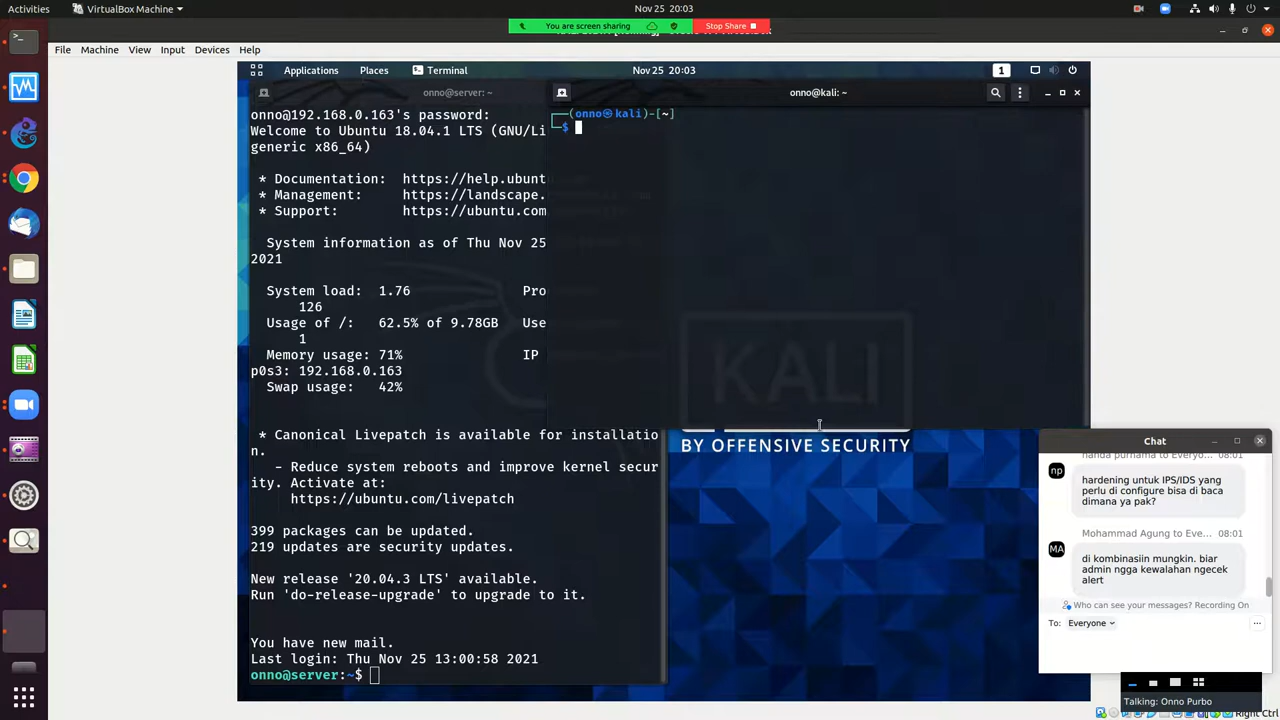 Activities
VirtualBox Machine
Nov 25 20:03
You are screen sharing
Stop Share
File Machine View Input Devices Help
Applications Places Terminal
Nov 25 20:03
1
onno@server: ~
onno@192.168.0.163's password:
Welcome to Ubuntu 18.04.1 LTS (GNU/Li
generic x86_64)
* Documentation: https://help.ubunt
* Management: https://landscape.
* Support: https://ubuntu.com
System information as of Thu Nov 25
2021
System load: 1.76 Pro
126
Usage of /: 62.5% of 9.78GB Use
1
Memory usage: 71% IP
p0s3: 192.168.0.163
Swap usage: 42%
* Canonical Livepatch is available for installatio
n.
- Reduce system reboots and improve kernel secur
ity. Activate at:
https://ubuntu.com/livepatch
399 packages can be updated.
219 updates are security updates.
New release '20.04.3 LTS' available.
Run 'do-release-upgrade' to upgrade to it.
You have new mail.
Last login: Thu Nov 25 13:00:58 2021
onno@server:~$
onno@kali: ~
┌──(onno㉿kali)-[~]
└─$
KALI
BY OFFENSIVE SECURITY
Chat
nanda purnama to Everyo... 08:01
np
hardening untuk IPS/IDS yang
perlu di configure bisa di baca
dimana ya pak?
Mohammad Agung to Eve... 08:01
MA
di kombinasiin mungkin. biar
admin ngga kewalahan ngecek
alert
Who can see your messages? Recording On
To: Everyone
Talking: Onno Purbo
Right Ctrl